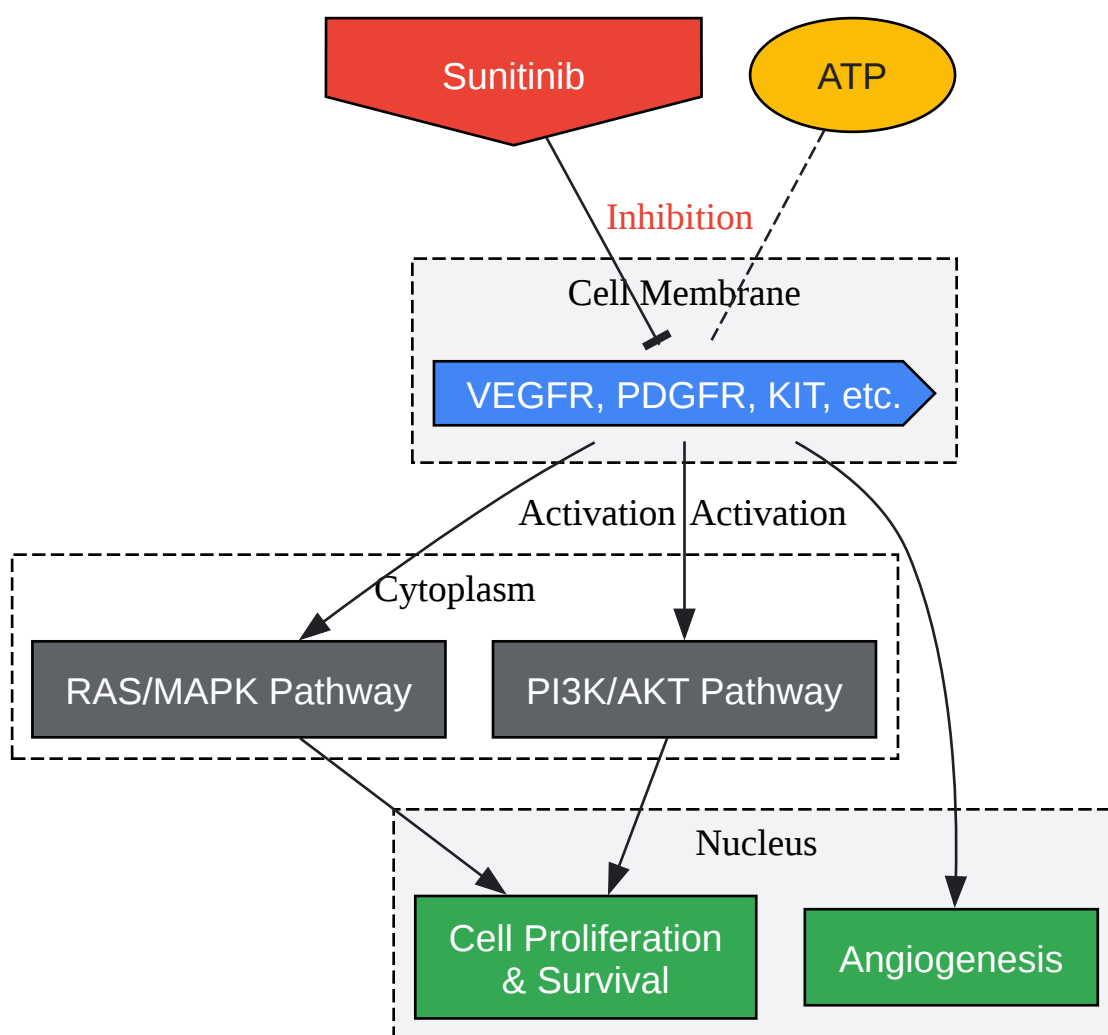 Sunitinib
ATP
Inhibition
Cell Membrane
VEGFR, PDGFR, KIT, etc.
Activation
Activation
Cytoplasm
RAS/MAPK Pathway
PI3K/AKT Pathway
Nucleus
Cell Proliferation
& Survival
Angiogenesis